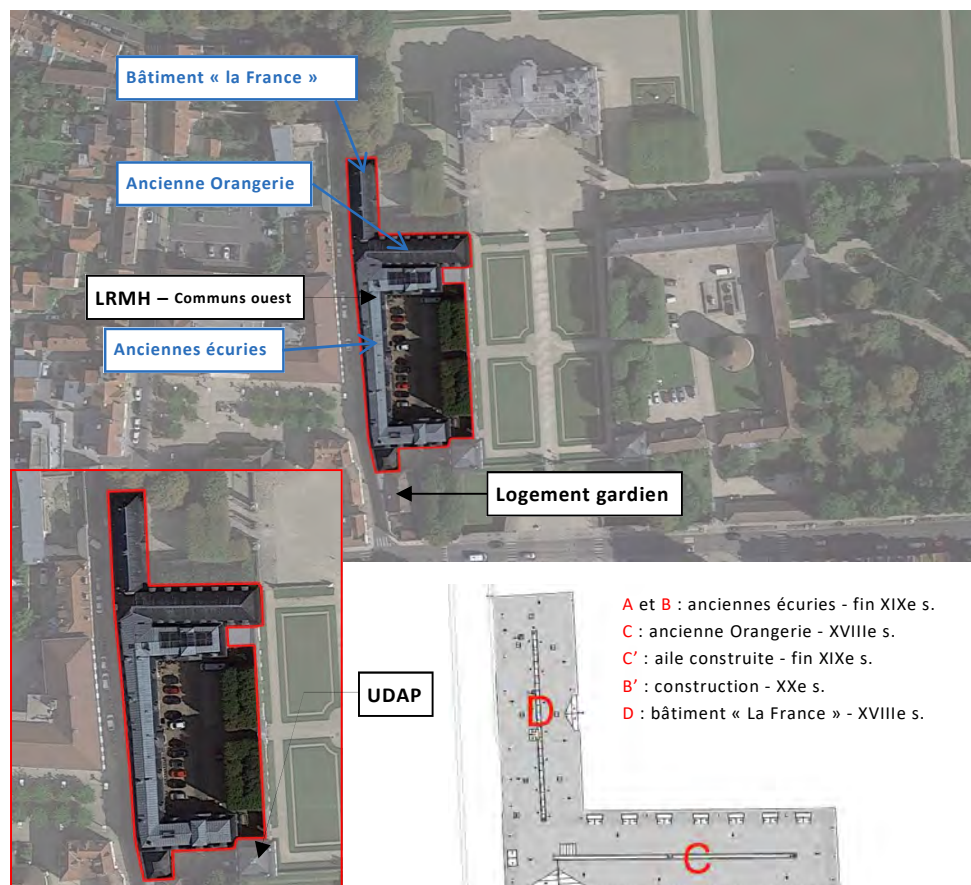 Bâtiment « la France »
Ancienne Orangerie
LRMH – Communs ouest
Anciennes écuries
Logement gardien
UDAP
A et B : anciennes écuries - fin XIXe s.
C : ancienne Orangerie - XVIIIe s.
C’ : aile construite - fin XIXe s.
B’ : construction - XXe s.
D : bâtiment « La France » - XVIIIe s.
D
C